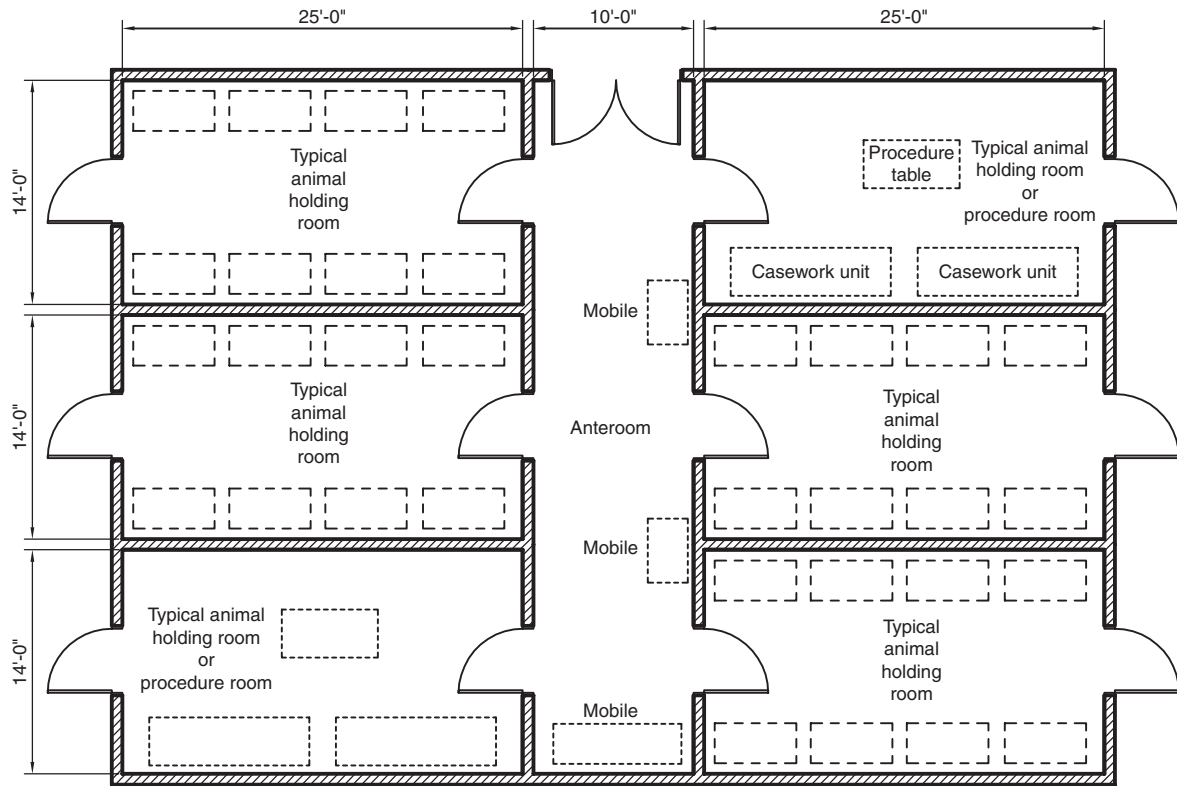 25'-0"
10'-0"
25'-0"
14'-0"
Typical
animal
holding
room
Procedure
table
Typical animal
holding room
or
procedure room
Casework unit
Casework unit
Mobile
14'-0"
Typical
animal
holding
room
Anteroom
Typical
animal
holding
room
Mobile
14'-0"
Typical animal
holding room
or
procedure room
Mobile
Typical
animal
holding
room